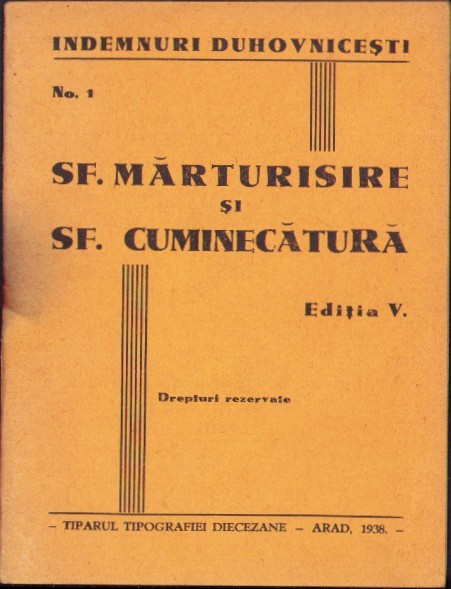 INDEMNURI DUHOVNICEȘTI
No. 1
SF. MĂRTURISIRE
ȘI
SF. CUMINECĂTURĂ
Ediția V.
Drepturi rezervate
– TIPARUL TIPOGRAFIEI DIECEZANE – ARAD, 1938. –